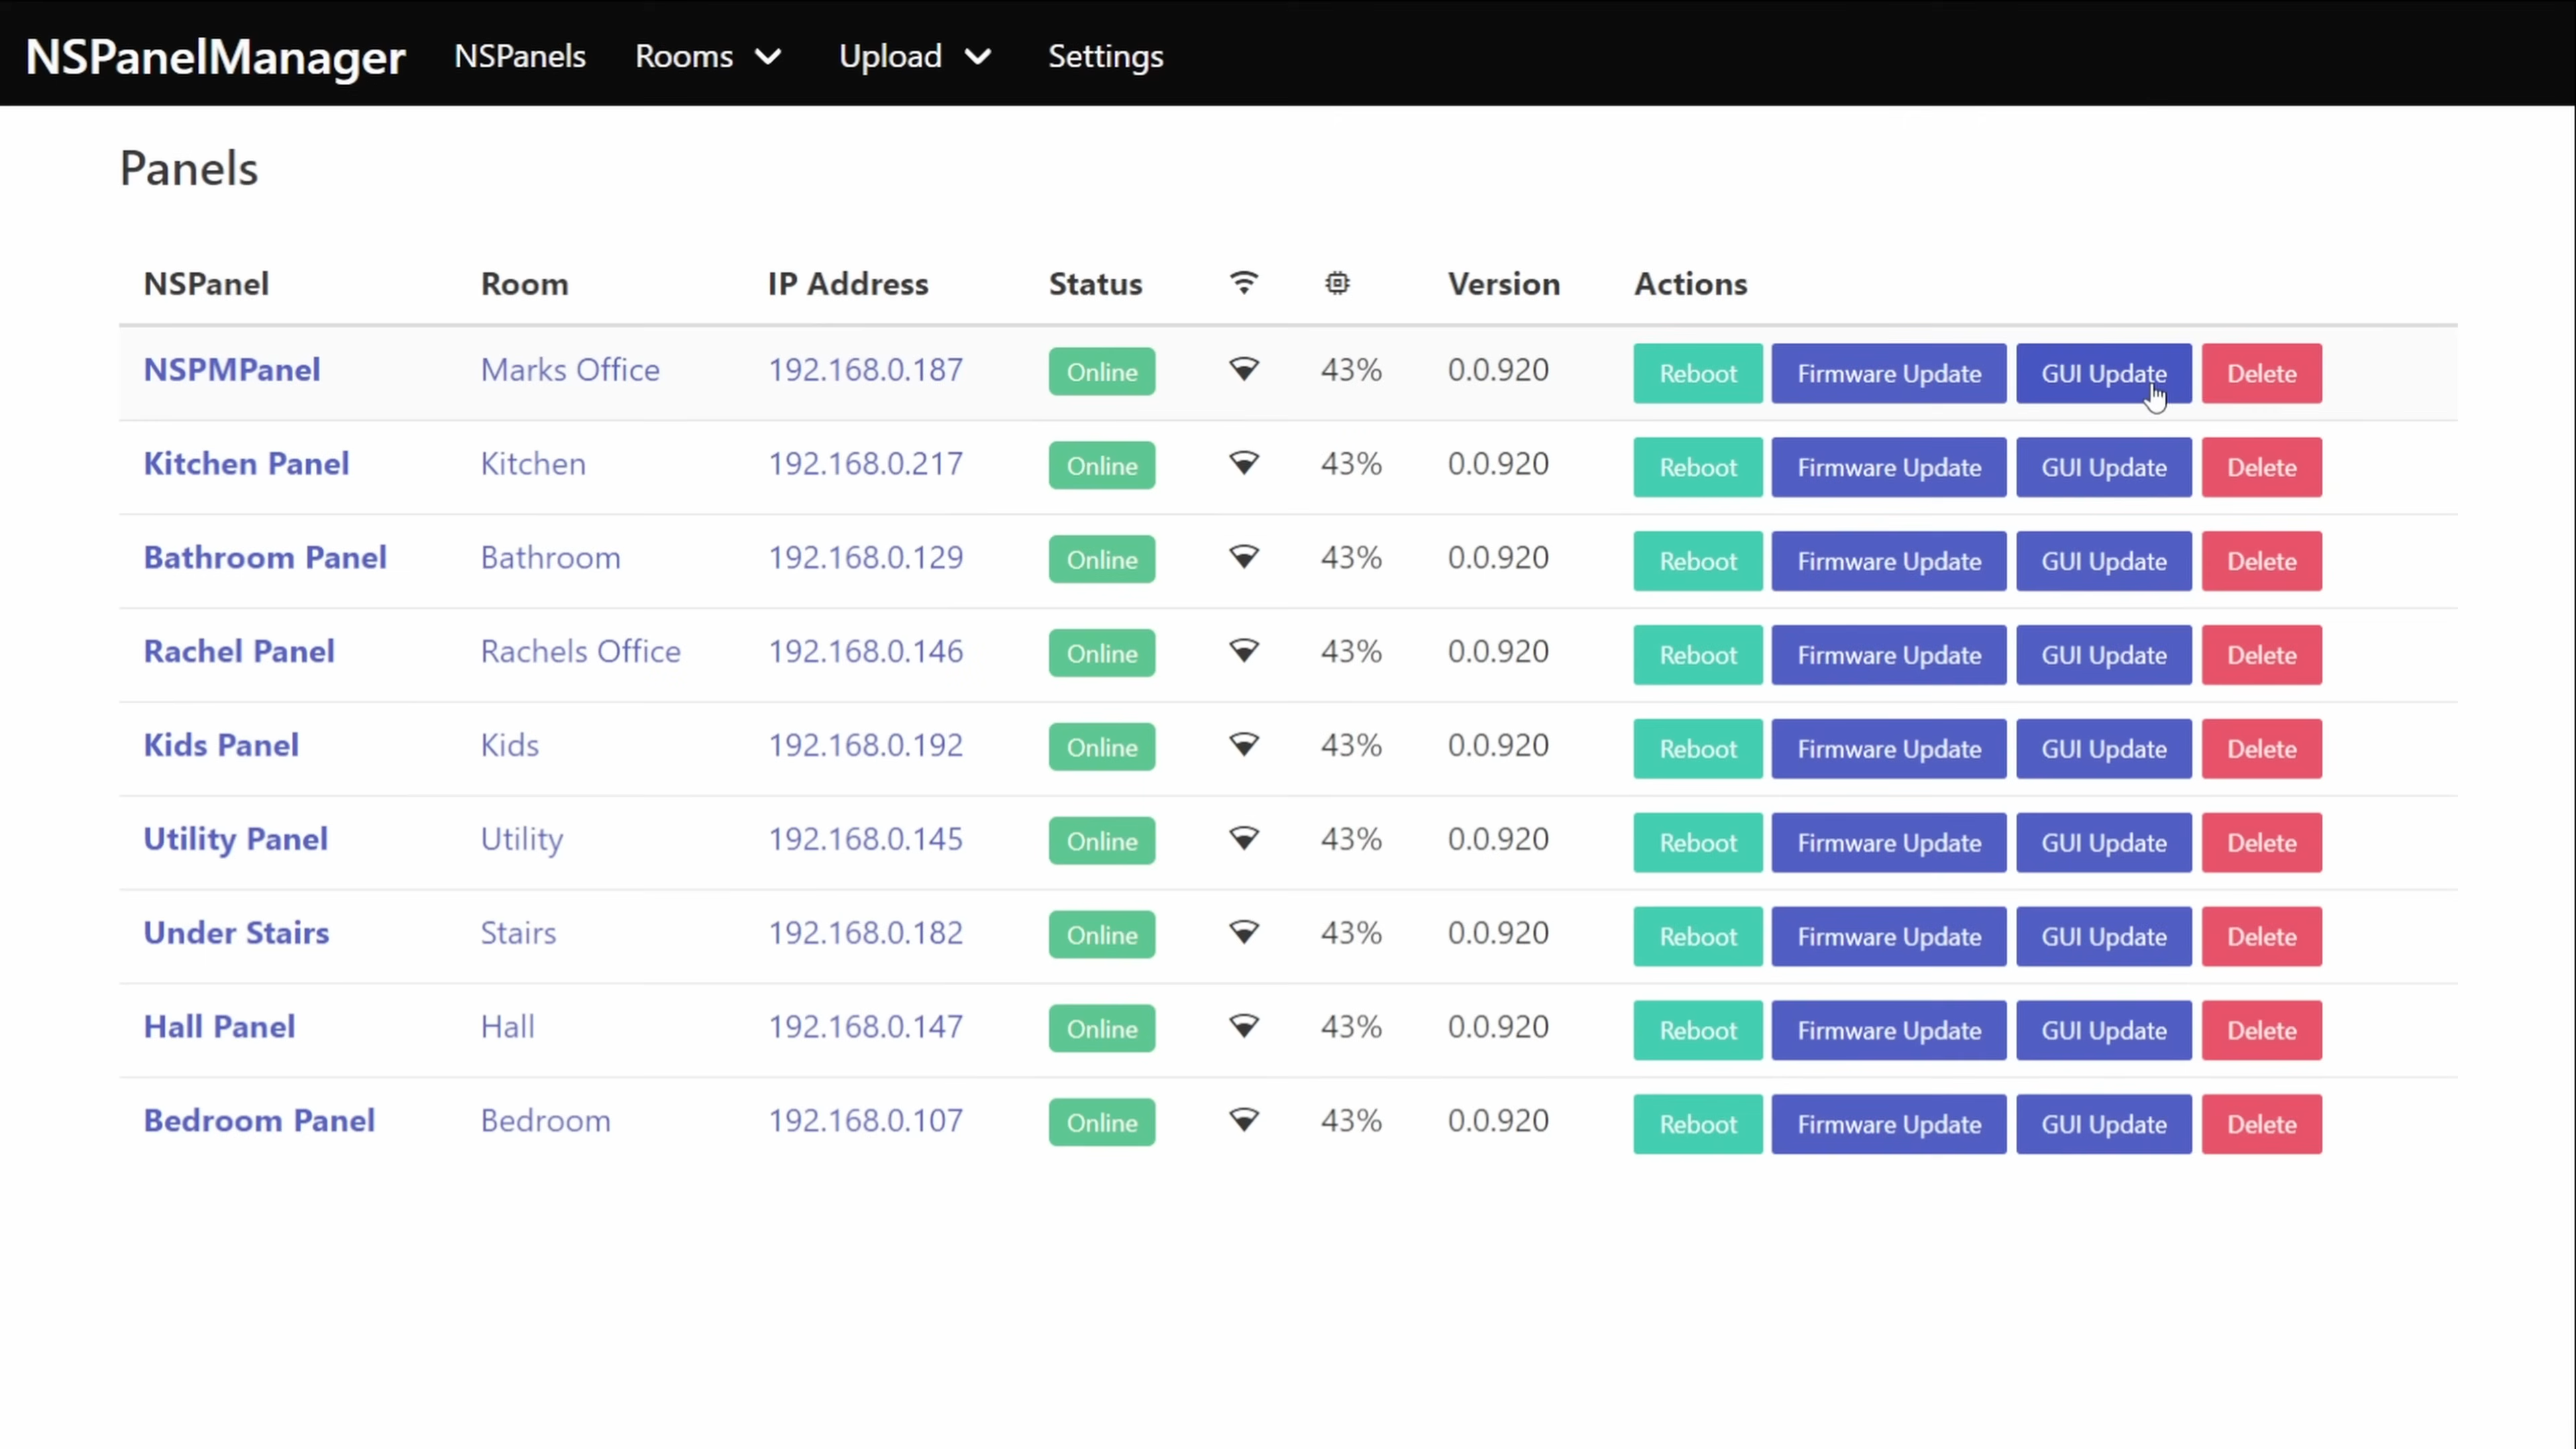 NSPanelManager NSPanels Rooms Upload Settings
Panels
NSPanel Room IP Address Status Version Actions
NSPMPanel Marks Office 192.168.0.187 Online 43% 0.0.920 Reboot Firmware Update GUI Update Delete
Kitchen Panel Kitchen 192.168.0.217 Online 43% 0.0.920 Reboot Firmware Update GUI Update Delete
Bathroom Panel Bathroom 192.168.0.129 Online 43% 0.0.920 Reboot Firmware Update GUI Update Delete
Rachel Panel Rachels Office 192.168.0.146 Online 43% 0.0.920 Reboot Firmware Update GUI Update Delete
Kids Panel Kids 192.168.0.192 Online 43% 0.0.920 Reboot Firmware Update GUI Update Delete
Utility Panel Utility 192.168.0.145 Online 43% 0.0.920 Reboot Firmware Update GUI Update Delete
Under Stairs Stairs 192.168.0.182 Online 43% 0.0.920 Reboot Firmware Update GUI Update Delete
Hall Panel Hall 192.168.0.147 Online 43% 0.0.920 Reboot Firmware Update GUI Update Delete
Bedroom Panel Bedroom 192.168.0.107 Online 43% 0.0.920 Reboot Firmware Update GUI Update Delete